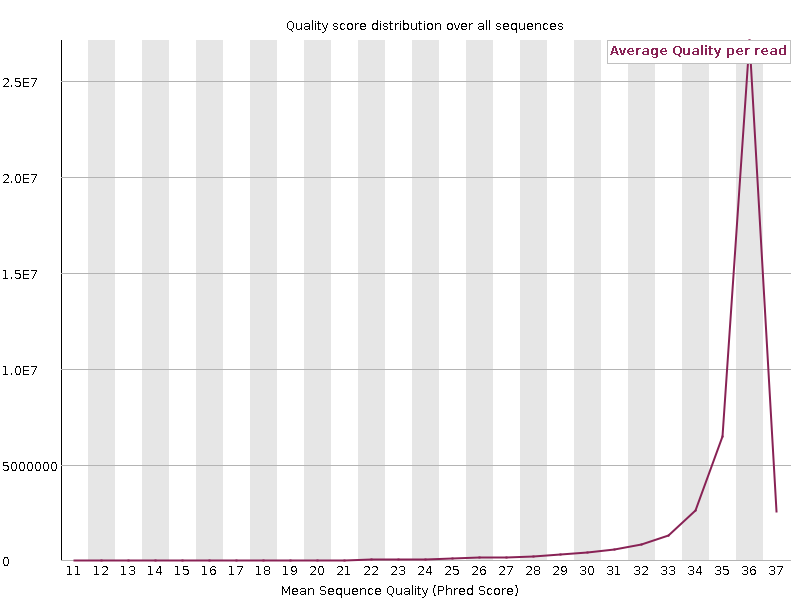 Quality score distribution over all sequences
Average Quality per read
2.5E7
2.0E7
1.5E7
1.0E7
5000000
0
11 12 13 14 15 16 17 18 19 20 21 22 23 24 25 26 27 28 29 30 31 32 33 34 35 36 37
Mean Sequence Quality (Phred Score)